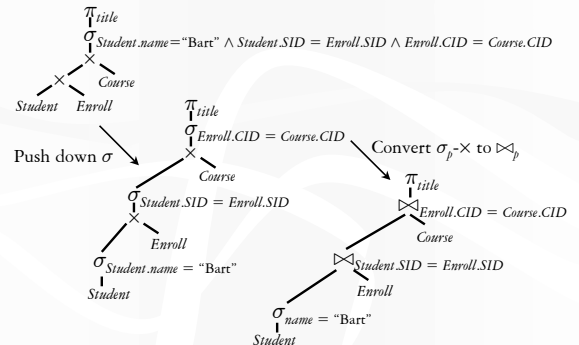 π title
σ Student.name="Bart" ∧ Student.SID = Enroll.SID ∧ Enroll.CID = Course.CID
×
× Course
Student Enroll
Push down σ
π title
σ Enroll.CID = Course.CID
×
Course
σ Student.SID = Enroll.SID
×
Enroll
σ Student.name = "Bart"
Student
Convert σp-× to ⋈p
π title
⋈ Enroll.CID = Course.CID
Course
⋈ Student.SID = Enroll.SID
Enroll
σ name = "Bart"
Student